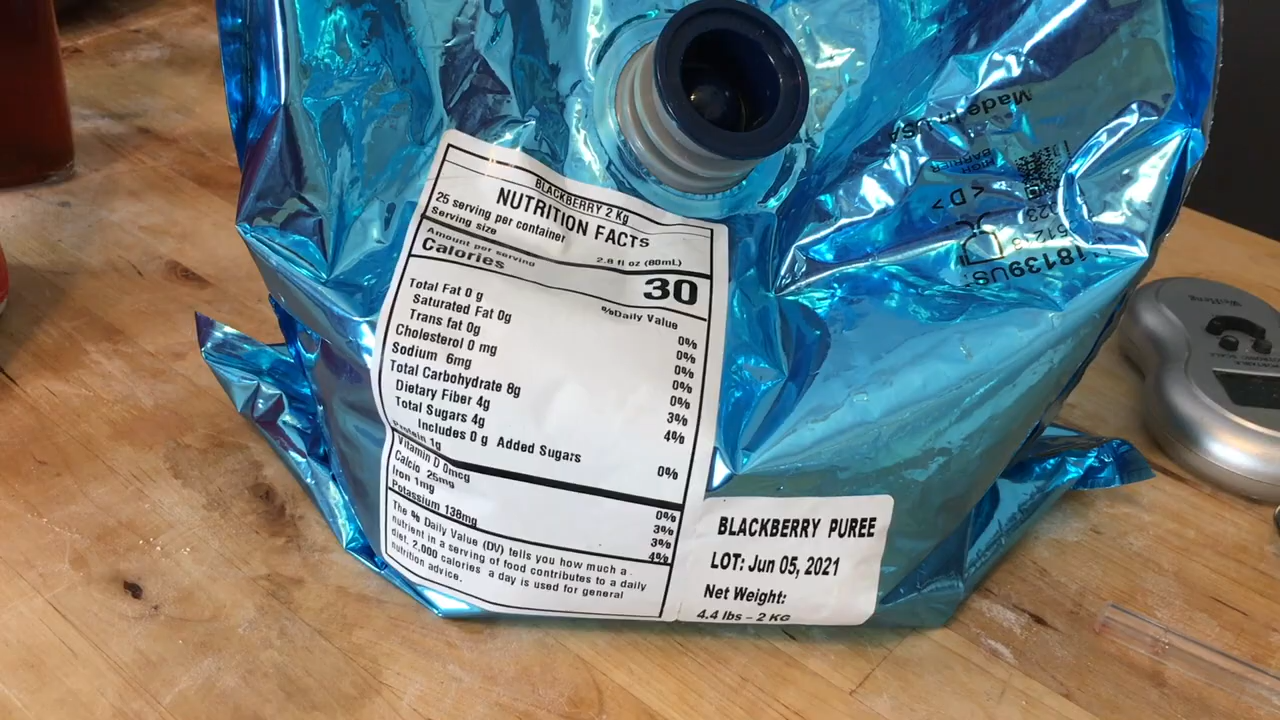 BLACKBERRY 2 Kg
NUTRITION FACTS
25 serving per container
Serving size 2.8 fl oz (80mL)
Amount per serving
Calories 30
%Daily Value
Total Fat 0 g 0%
Saturated Fat 0g 0%
Trans fat 0g 0%
Cholesterol 0 mg 0%
Sodium 6mg 0%
Total Carbohydrate 8g 3%
Dietary Fiber 4g 4%
Total Sugars 4g
Includes 0 g Added Sugars 0%
Protein 1g
Vitamin D 0mcg 0%
Calcio 25mg 3%
Iron 1mg 3%
Potassium 138mg 4%
The % Daily Value (DV) tells you how much a
nutrient in a serving of food contributes to a daily
diet. 2,000 calories a day is used for general
nutrition advice.
BLACKBERRY PUREE
LOT: Jun 05, 2021
Net Weight:
4.4 lbs - 2 KG
Made in USA
HIGH
BARRIER
< D >
WeiHeng